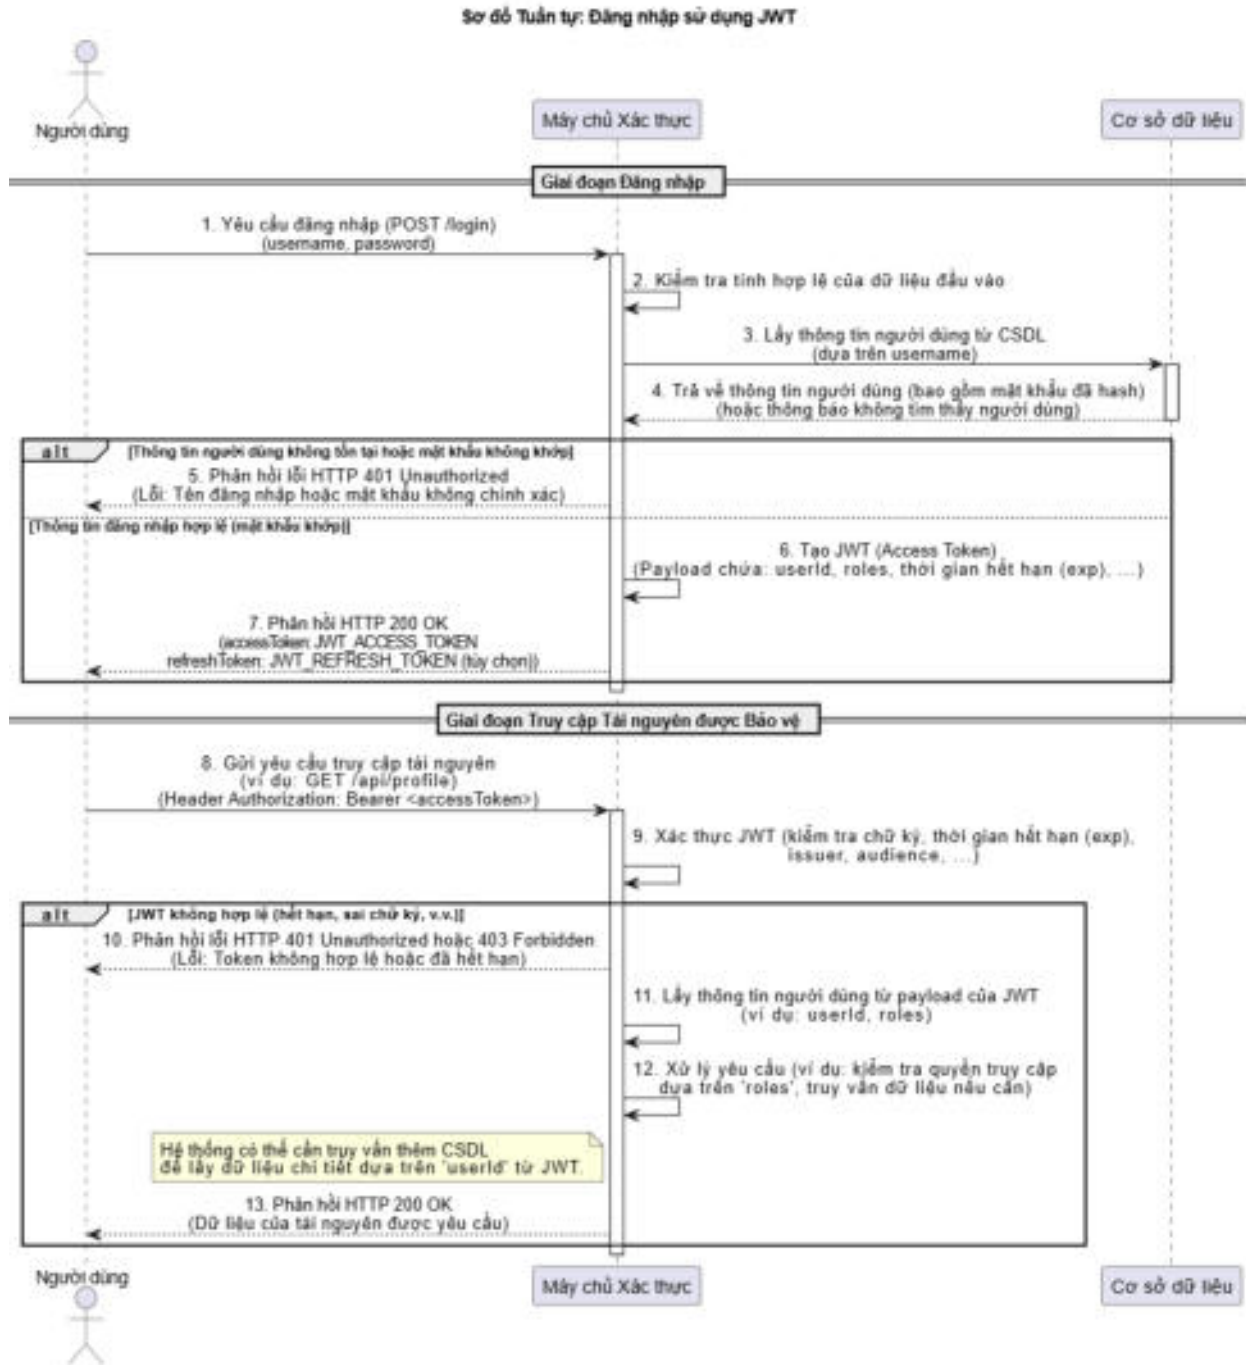 Sơ đồ Tuần tự: Đăng nhập sử dụng JWT
Người dùng
Máy chủ Xác thực
Cơ sở dữ liệu
Giai đoạn Đăng nhập
1. Yêu cầu đăng nhập (POST /login)
(username, password)
2. Kiểm tra tính hợp lệ của dữ liệu đầu vào
3. Lấy thông tin người dùng từ CSDL
(dựa trên username)
4. Trả về thông tin người dùng (bao gồm mật khẩu đã hash)
(hoặc thông báo không tìm thấy người dùng)
alt
[Thông tin người dùng không tồn tại hoặc mật khẩu không khớp]
5. Phản hồi lỗi HTTP 401 Unauthorized
(Lỗi: Tên đăng nhập hoặc mật khẩu không chính xác)
[Thông tin đăng nhập hợp lệ (mật khẩu khớp)]
6. Tạo JWT (Access Token)
(Payload chứa: userId, roles, thời gian hết hạn (exp), ...)
7. Phản hồi HTTP 200 OK
(accessToken: JWT_ACCESS_TOKEN
refreshToken: JWT_REFRESH_TOKEN (tùy chọn))
Giai đoạn Truy cập Tài nguyên được Bảo vệ
8. Gửi yêu cầu truy cập tài nguyên
(ví dụ: GET /api/profile)
(Header Authorization: Bearer <accessToken>)
9. Xác thực JWT (kiểm tra chữ ký, thời gian hết hạn (exp),
issuer, audience, ...)
alt
[JWT không hợp lệ (hết hạn, sai chữ ký, v.v.)]
10. Phản hồi lỗi HTTP 401 Unauthorized hoặc 403 Forbidden
(Lỗi: Token không hợp lệ hoặc đã hết hạn)
11. Lấy thông tin người dùng từ payload của JWT
(ví dụ: userId, roles)
12. Xử lý yêu cầu (ví dụ: kiểm tra quyền truy cập
dựa trên 'roles', truy vấn dữ liệu nếu cần)
Hệ thống có thể cần truy vấn thêm CSDL
để lấy dữ liệu chi tiết dựa trên 'userId' từ JWT.
13. Phản hồi HTTP 200 OK
(Dữ liệu của tài nguyên được yêu cầu)
Người dùng
Máy chủ Xác thực
Cơ sở dữ liệu